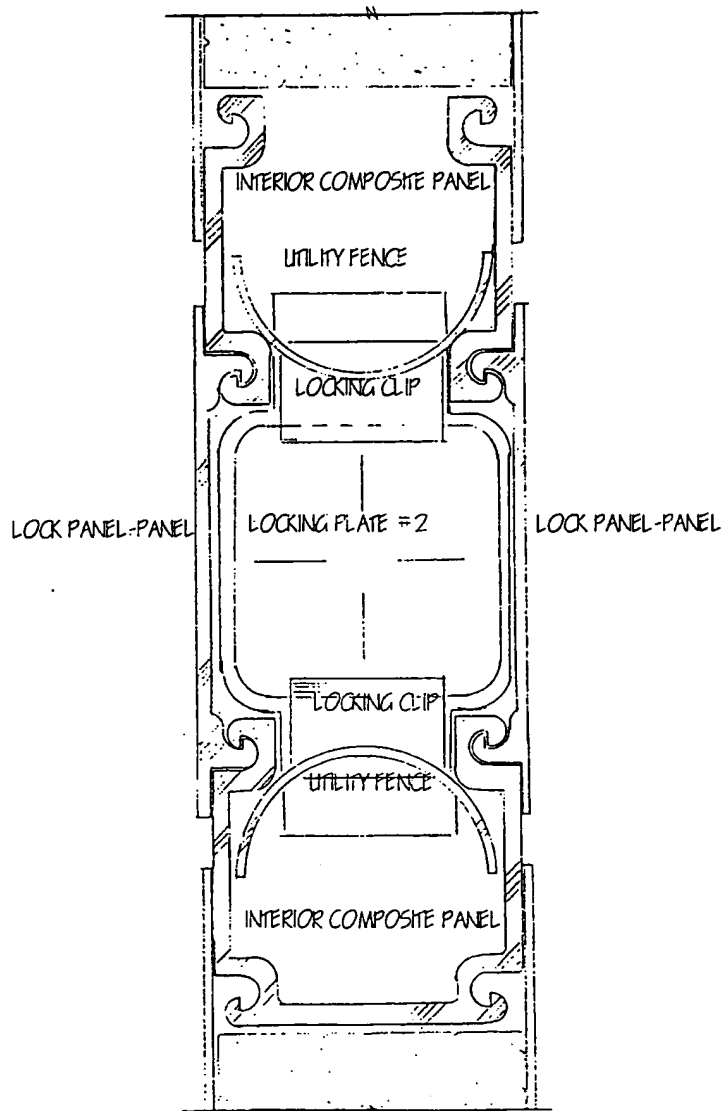 N
INTERIOR COMPOSITE PANEL
UTILITY FENCE
LOCKING CLIP
LOCK PANEL-PANEL
LOCKING PLATE =2
LOCK PANEL-PANEL
LOCKING CLIP
UTILITY FENCE
INTERIOR COMPOSITE PANEL